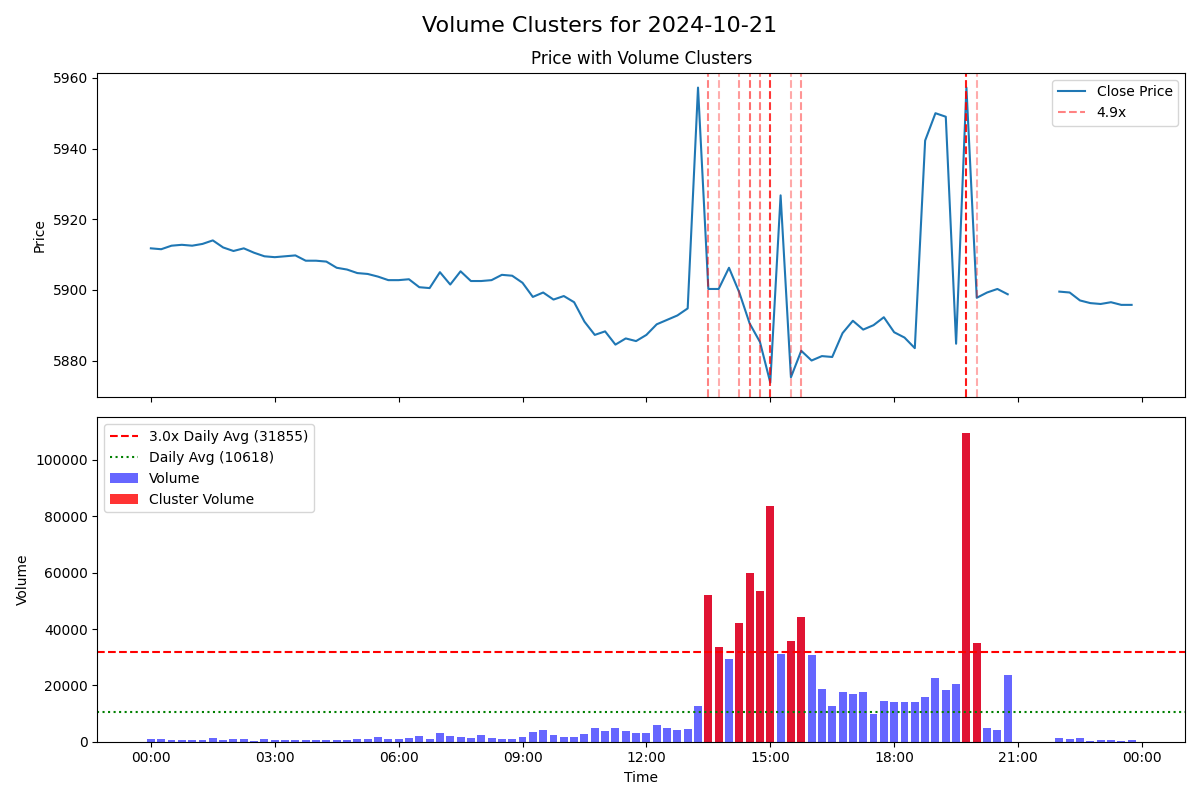 Volume Clusters for 2024-10-21
Price with Volume Clusters
5960
5940
5920
5900
5880
Price
Close Price
4.9x
3.0x Daily Avg (31855)
Daily Avg (10618)
Volume
Cluster Volume
100000
80000
60000
40000
20000
0
Volume
00:00 03:00 06:00 09:00 12:00 15:00 18:00 21:00 00:00
Time